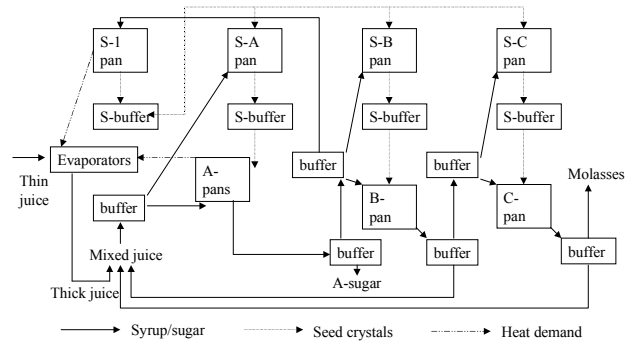 S-1
pan
S-A
pan
S-B
pan
S-C
pan
S-buffer
S-buffer
S-buffer
S-buffer
Evaporators
Thin
juice
A-
pans
buffer
buffer
Molasses
buffer
B-
pan
C-
pan
Mixed juice
buffer
buffer
buffer
Thick juice
A-sugar
Syrup/sugar
Seed crystals
Heat demand